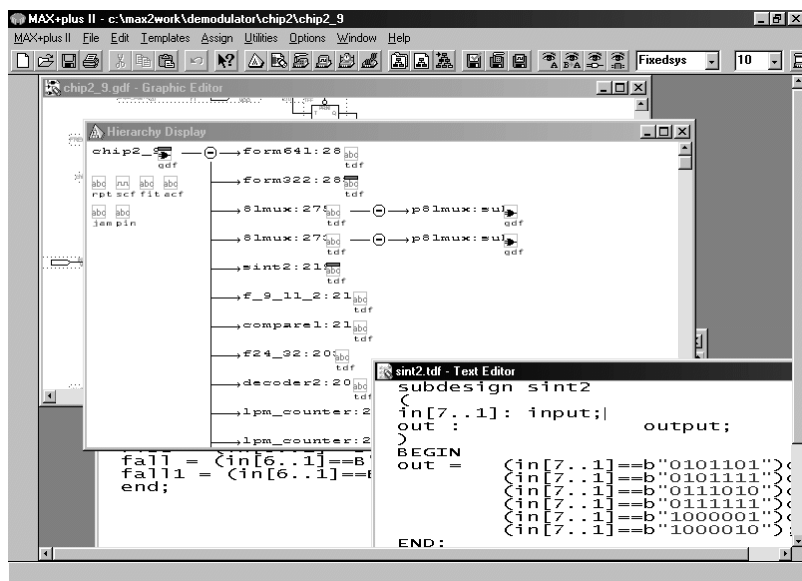 MAX+plus II - c:\max2work\demodulator\chip2\chip2_9
MAX+plus II File Edit Templates Assign Utilities Options Window Help
Fixedsys 10
chip2_9.gdf - Graphic Editor
Hierarchy Display
chip2_9 form641:28
gdf tdf
form322:28
rpt scf fit acf tdf
81mux:27 p81mux:sub
jam pin tdf gdf
81mux:27 p81mux:sub
tdf gdf
sint2:21
tdf
f_9_11_2:21
tdf
compare1:21
tdf
f24_32:20
tdf
decoder2:20
tdf
lpm_counter:2
lpm_counter:2
fall = (in[6..1]==B'
fall1 = (in[6..1]==
end;
sint2.tdf - Text Editor
subdesign sint2
(
in[7..1]: input;
out : output;
)
BEGIN
out = (in[7..1]==b"0101101")
(in[7..1]==b"0101111")
(in[7..1]==b"0111010")
(in[7..1]==b"0111111")
(in[7..1]==b"1000001")
(in[7..1]==b"1000010")
END;